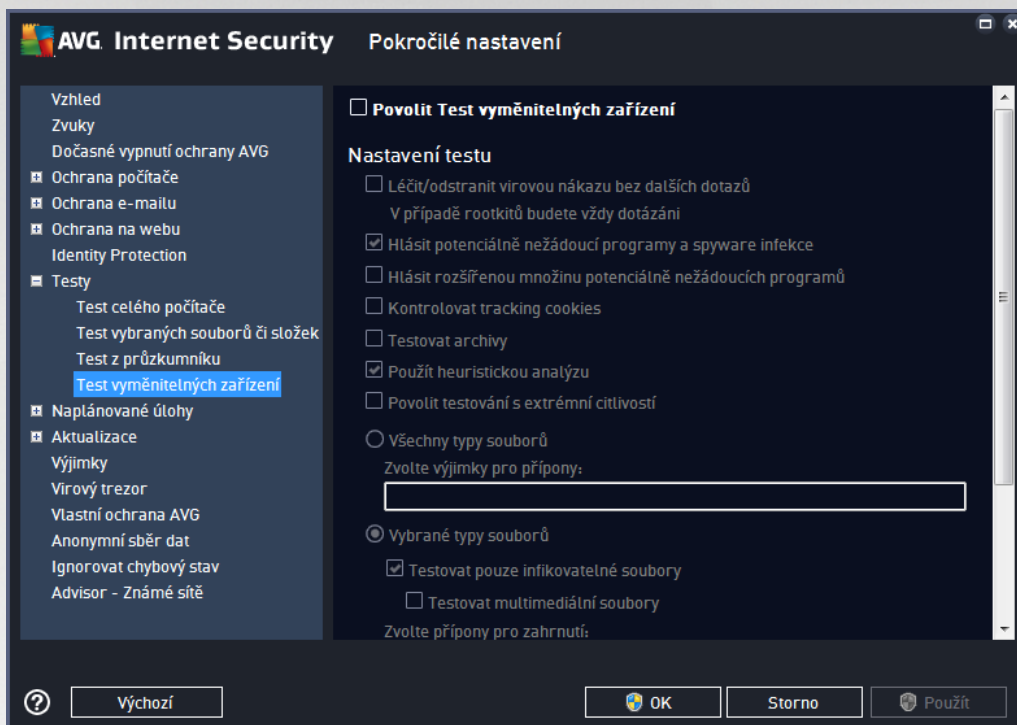 AVG. Internet Security Pokročilé nastavení
Vzhled
Zvuky
Dočasné vypnutí ochrany AVG
Ochrana počítače
Ochrana e-mailu
Ochrana na webu
Identity Protection
Testy
Test celého počítače
Test vybraných souborů či složek
Test z průzkumníku
Test vyměnitelných zařízení
Naplánované úlohy
Aktualizace
Výjimky
Virový trezor
Vlastní ochrana AVG
Anonymní sběr dat
Ignorovat chybový stav
Advisor - Známé sítě
Povolit Test vyměnitelných zařízení
Nastavení testu
Léčit/odstranit virovou nákazu bez dalších dotazů
V případě rootkitů budete vždy dotázáni
Hlásit potenciálně nežádoucí programy a spyware infekce
Hlásit rozšířenou množinu potenciálně nežádoucích programů
Kontrolovat tracking cookies
Testovat archivy
Použít heuristickou analýzu
Povolit testování s extrémní citlivostí
Všechny typy souborů
Zvolte výjimky pro přípony:
Vybrané typy souborů
Testovat pouze infikovatelné soubory
Testovat multimediální soubory
Zvolte přípony pro zahrnutí:
Výchozí
OK
Storno
Použít